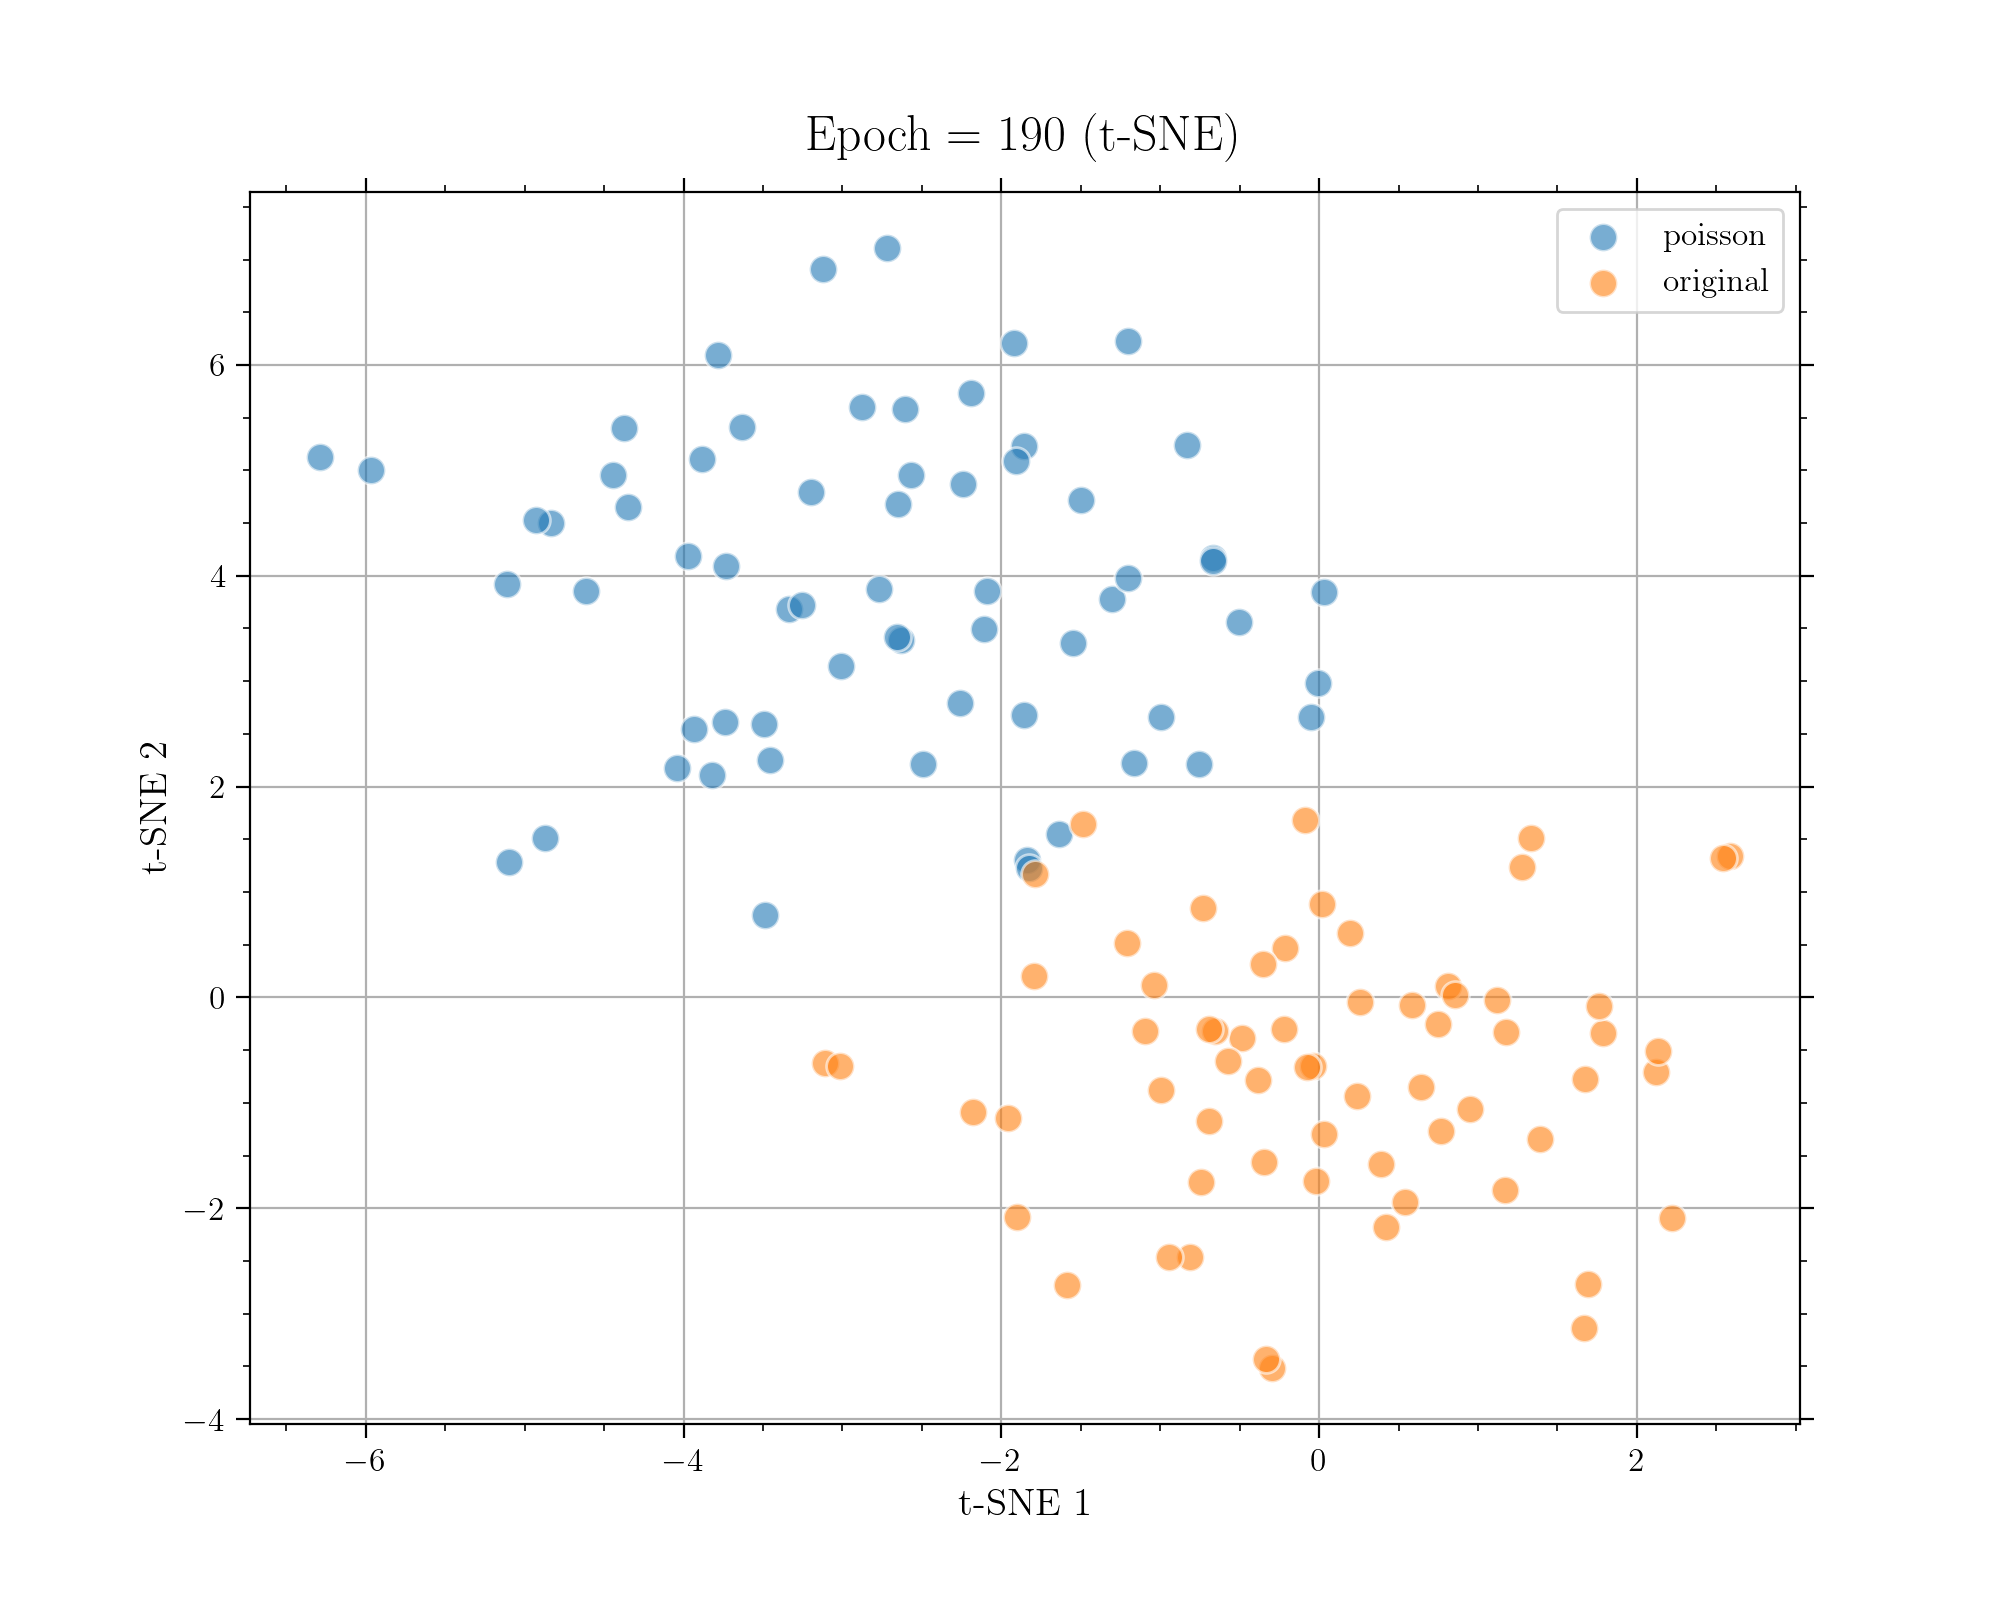 Epoch = 190 (t-SNE)
poisson
original
6
4
2
0
−2
−4
t-SNE 2
−6
−4
−2
0
2
t-SNE 1